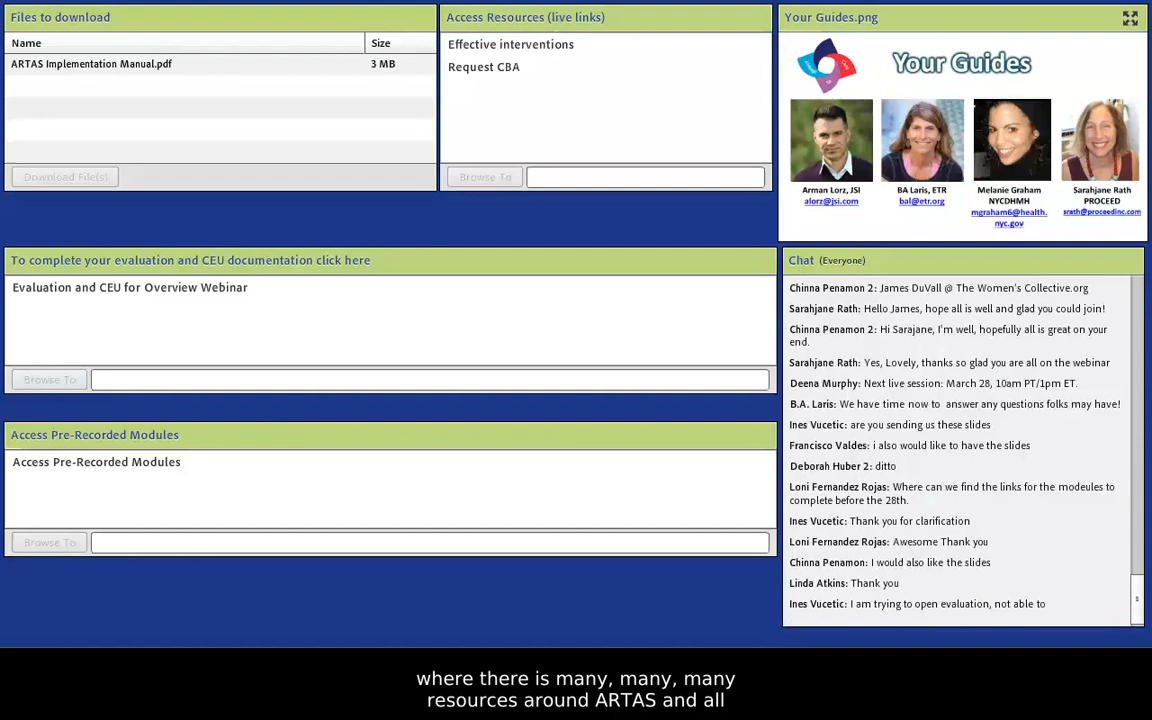 Files to download
Name Size
ARTAS Implementation Manual.pdf 3 MB
Download File(s)
Access Resources (live links)
Effective interventions
Request CBA
Browse To
Your Guides.png
Your Guides
Arman Lorz, JSI
alorz@jsi.com
BA Laris, ETR
bal@etr.org
Melanie Graham
NYCDHMH
mgraham6@health.
nyc.gov
Sarahjane Rath
PROCEED
srath@proceedinc.com
To complete your evaluation and CEU documentation click here
Evaluation and CEU for Overview Webinar
Browse To
Access Pre-Recorded Modules
Access Pre-Recorded Modules
Browse To
Chat (Everyone)
Chinna Penamon 2: James DuVall @ The Women's Collective.org
Sarahjane Rath: Hello James, hope all is well and glad you could join!
Chinna Penamon 2: Hi Sarajane, I'm well, hopefully all is great on your
end.
Sarahjane Rath: Yes, Lovely, thanks so glad you are all on the webinar
Deena Murphy: Next live session: March 28, 10am PT/1pm ET.
B.A. Laris: We have time now to answer any questions folks may have!
Ines Vucetic: are you sending us these slides
Francisco Valdes: i also would like to have the slides
Deborah Huber 2: ditto
Loni Fernandez Rojas: Where can we find the links for the modeules to
complete before the 28th.
Ines Vucetic: Thank you for clarification
Loni Fernandez Rojas: Awesome Thank you
Chinna Penamon: I would also like the slides
Linda Atkins: Thank you
Ines Vucetic: I am trying to open evaluation, not able to
where there is many, many, many
resources around ARTAS and all